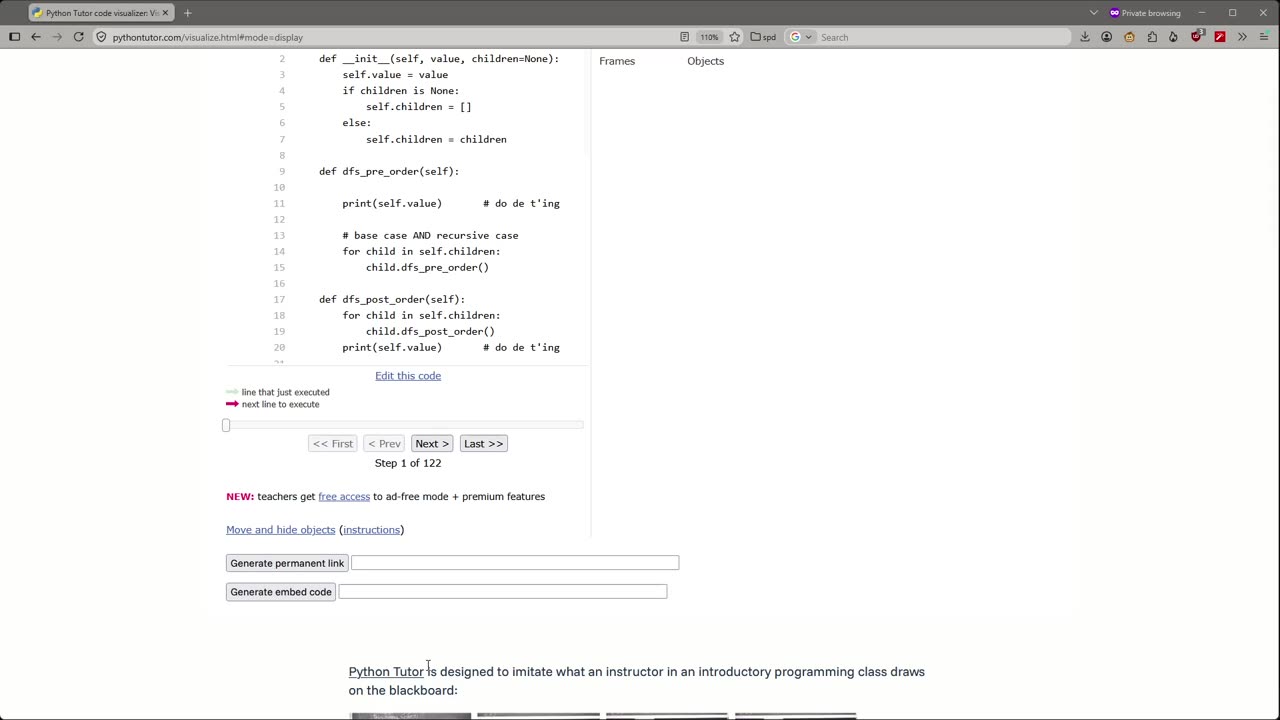 Python Tutor code visualizer: Vi
Private browsing
pythontutor.com/visualize.html#mode=display
110%
spd
Search
2 def __init__(self, value, children=None):
3 self.value = value
4 if children is None:
5 self.children = []
6 else:
7 self.children = children
8
9 def dfs_pre_order(self):
10
11 print(self.value) # do de t'ing
12
13 # base case AND recursive case
14 for child in self.children:
15 child.dfs_pre_order()
16
17 def dfs_post_order(self):
18 for child in self.children:
19 child.dfs_post_order()
20 print(self.value) # do de t'ing
21
Frames Objects
Edit this code
line that just executed
next line to execute
<< First < Prev Next > Last >>
Step 1 of 122
NEW: teachers get free access to ad-free mode + premium features
Move and hide objects (instructions)
Generate permanent link
Generate embed code
Python Tutor is designed to imitate what an instructor in an introductory programming class draws
on the blackboard: